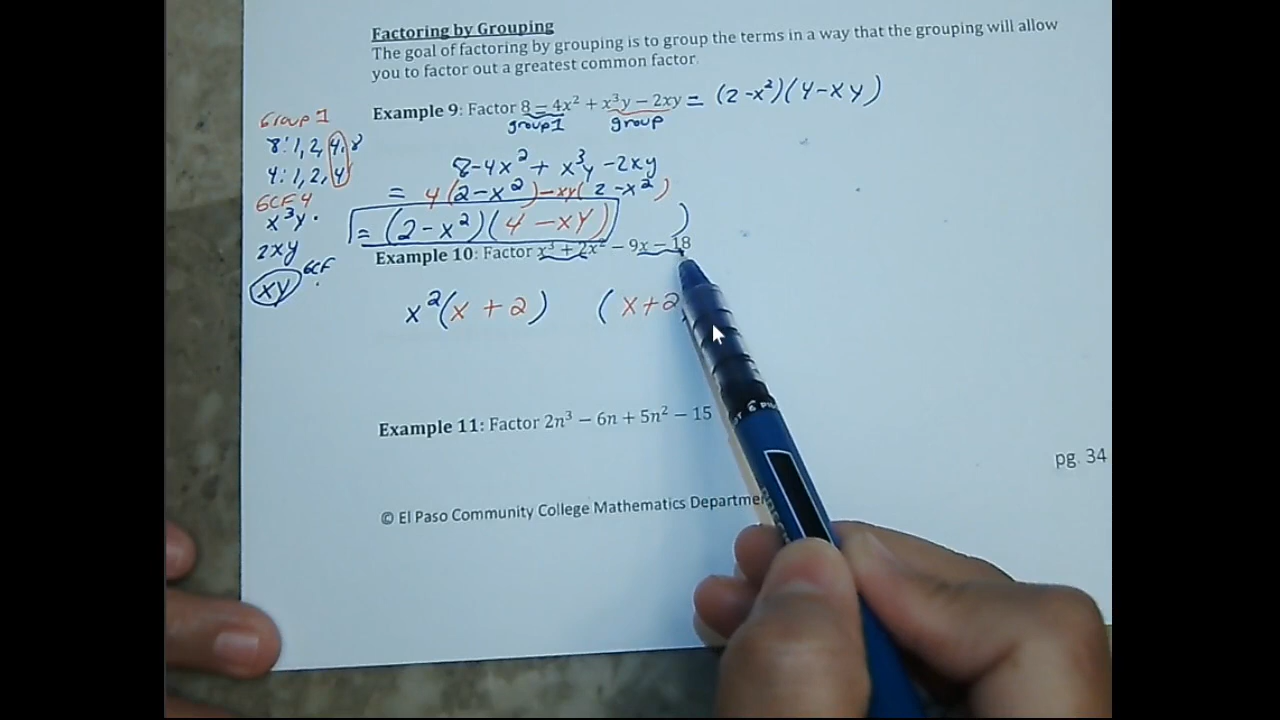 Factoring by Grouping
The goal of factoring by grouping is to group the terms in a way that the grouping will allow
you to factor out a greatest common factor.
Example 9: Factor 8 − 4x² + x³y − 2xy = (2-x²)(4-xy)
group1 group
Group 1
8: 1, 2, 4, 8
4: 1, 2, 4
GCF 4
x³y
2xy
xy GCF
8-4x² + x³y -2xy
= 4(2-x²)-xy(2-x²)
= (2-x²)(4-xy) )
Example 10: Factor x³ + 2x² − 9x − 18
x²(x + 2) (x+2
Example 11: Factor 2n³ − 6n + 5n² − 15
pg. 34
© El Paso Community College Mathematics